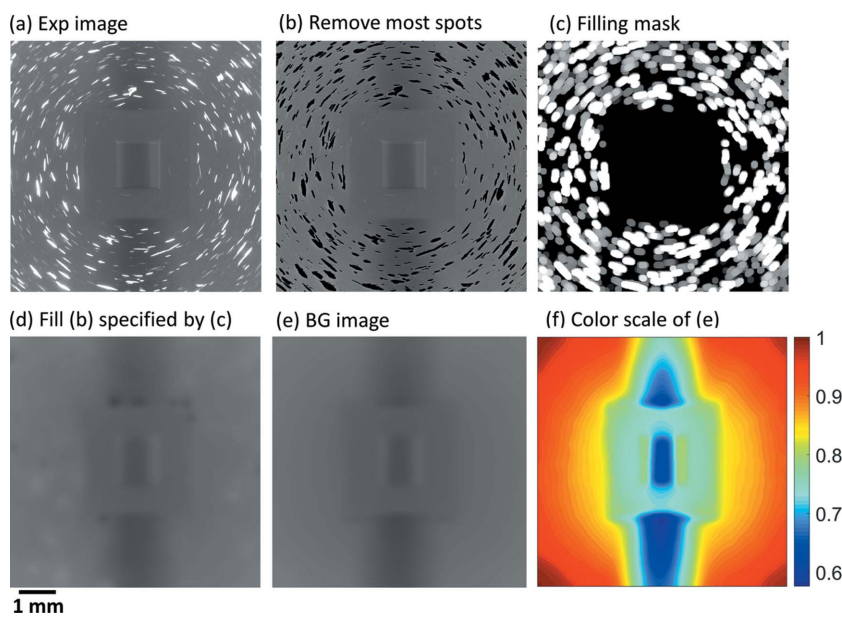 (a) Exp image
(b) Remove most spots
(c) Filling mask
(d) Fill (b) specified by (c)
(e) BG image
(f) Color scale of (e)
1
0.9
0.8
0.7
0.6
1 mm